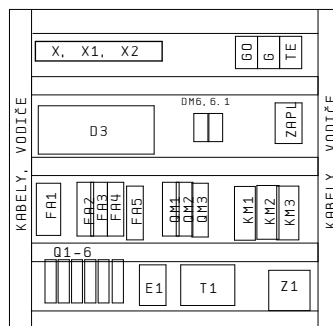 X, X1, X2
GO
G
TE
KABELY, VODIČE
DM6, 6.1
D3
ZAPL
KABELY, VODIČE
FA1
FA2
FA3
FA4
FA5
QM1
QM2
QM3
KM1
KM2
KM3
Q1-6
E1
T1
Z1